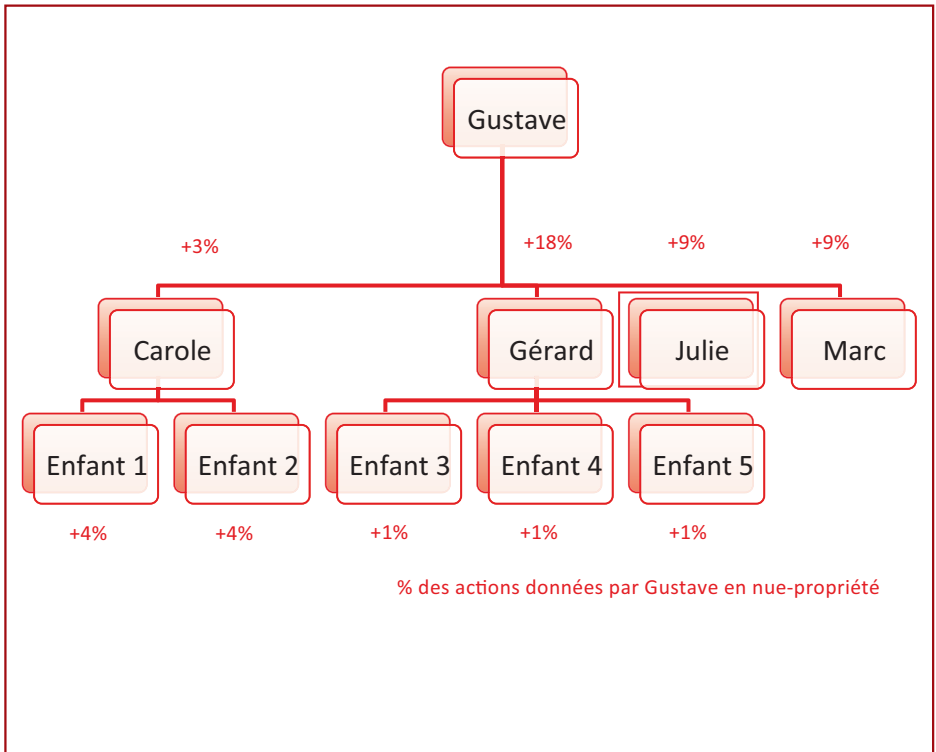 Gustave
+3% +18% +9% +9%
Carole Gérard Julie Marc
Enfant 1 Enfant 2 Enfant 3 Enfant 4 Enfant 5
+4% +4% +1% +1% +1%
% des actions données par Gustave en nue-propriété